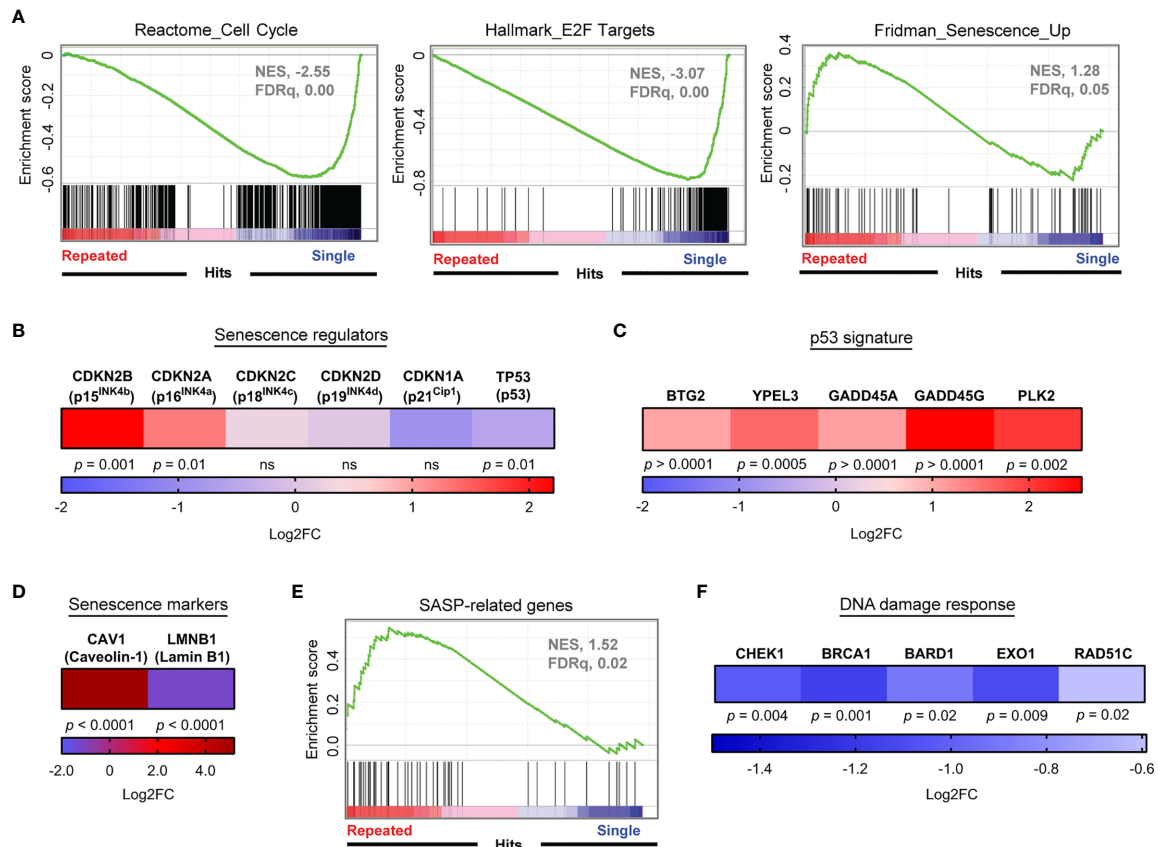 A
Reactome_Cell Cycle
Hallmark_E2F Targets
Fridman_Senescence_Up
Enrichment score
0
-0.2
-0.4
-0.6
NES, -2.55
FDRq, 0.00
Repeated
Single
Hits
Enrichment score
0
-0.4
-0.8
NES, -3.07
FDRq, 0.00
Repeated
Single
Hits
Enrichment score
0.4
0.2
0
-0.2
NES, 1.28
FDRq, 0.05
Repeated
Single
Hits
B
Senescence regulators
CDKN2B CDKN2A CDKN2C CDKN2D CDKN1A TP53
(p15INK4b) (p16INK4a) (p18INK4c) (p19INK4d) (p21Cip1) (p53)
p = 0.001 p = 0.01 ns ns ns p = 0.01
-2 -1 0 1 2
Log2FC
C
p53 signature
BTG2 YPEL3 GADD45A GADD45G PLK2
p > 0.0001 p = 0.0005 p > 0.0001 p > 0.0001 p = 0.002
-2 -1 0 1 2
Log2FC
D
Senescence markers
CAV1 LMNB1
(Caveolin-1) (Lamin B1)
p < 0.0001 p < 0.0001
-2.0 0 2.0 4.0
Log2FC
E
SASP-related genes
Enrichment score
0.4
0.2
0.0
NES, 1.52
FDRq, 0.02
Repeated
Single
Hits
F
DNA damage response
CHEK1 BRCA1 BARD1 EXO1 RAD51C
p = 0.004 p = 0.001 p = 0.02 p = 0.009 p = 0.02
-1.4 -1.2 -1.0 -0.8 -0.6
Log2FC